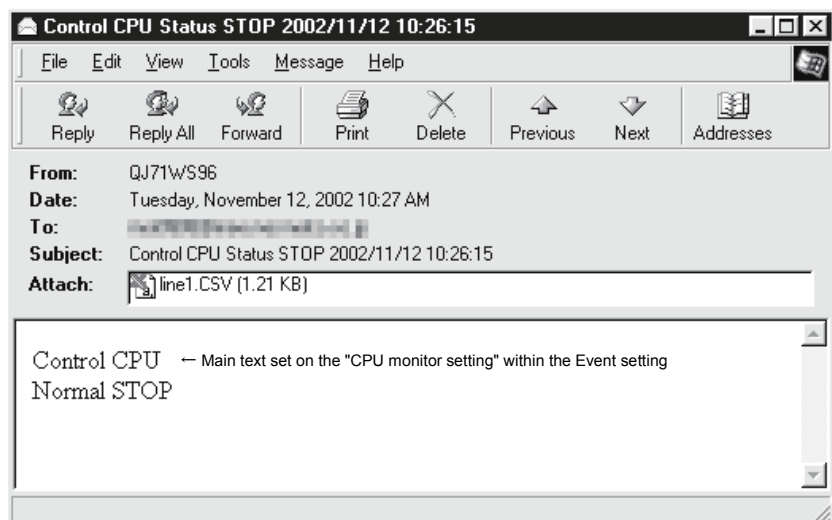 Control CPU Status STOP 2002/11/12 10:26:15
File Edit View Tools Message Help
Reply Reply All Forward Print Delete Previous Next Addresses
From: QJ71WS96
Date: Tuesday, November 12, 2002 10:27 AM
To:
Subject: Control CPU Status STOP 2002/11/12 10:26:15
Attach: line1.CSV (1.21 KB)
Control CPU ← Main text set on the "CPU monitor setting" within the Event setting
Normal STOP